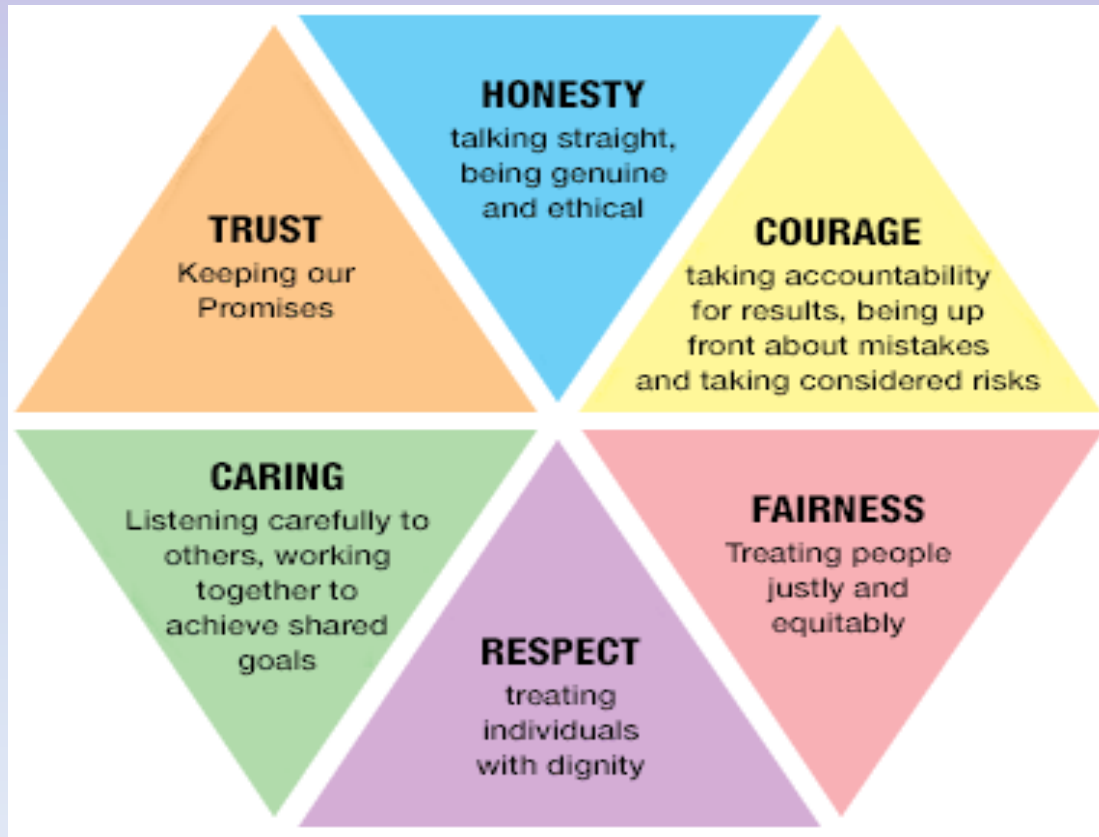 HONESTY
talking straight,
being genuine
and ethical
TRUST
Keeping our
Promises
COURAGE
taking accountability
for results, being up
front about mistakes
and taking considered risks
CARING
Listening carefully to
others, working
together to
achieve shared
goals
RESPECT
treating
individuals
with dignity
FAIRNESS
Treating people
justly and
equitably